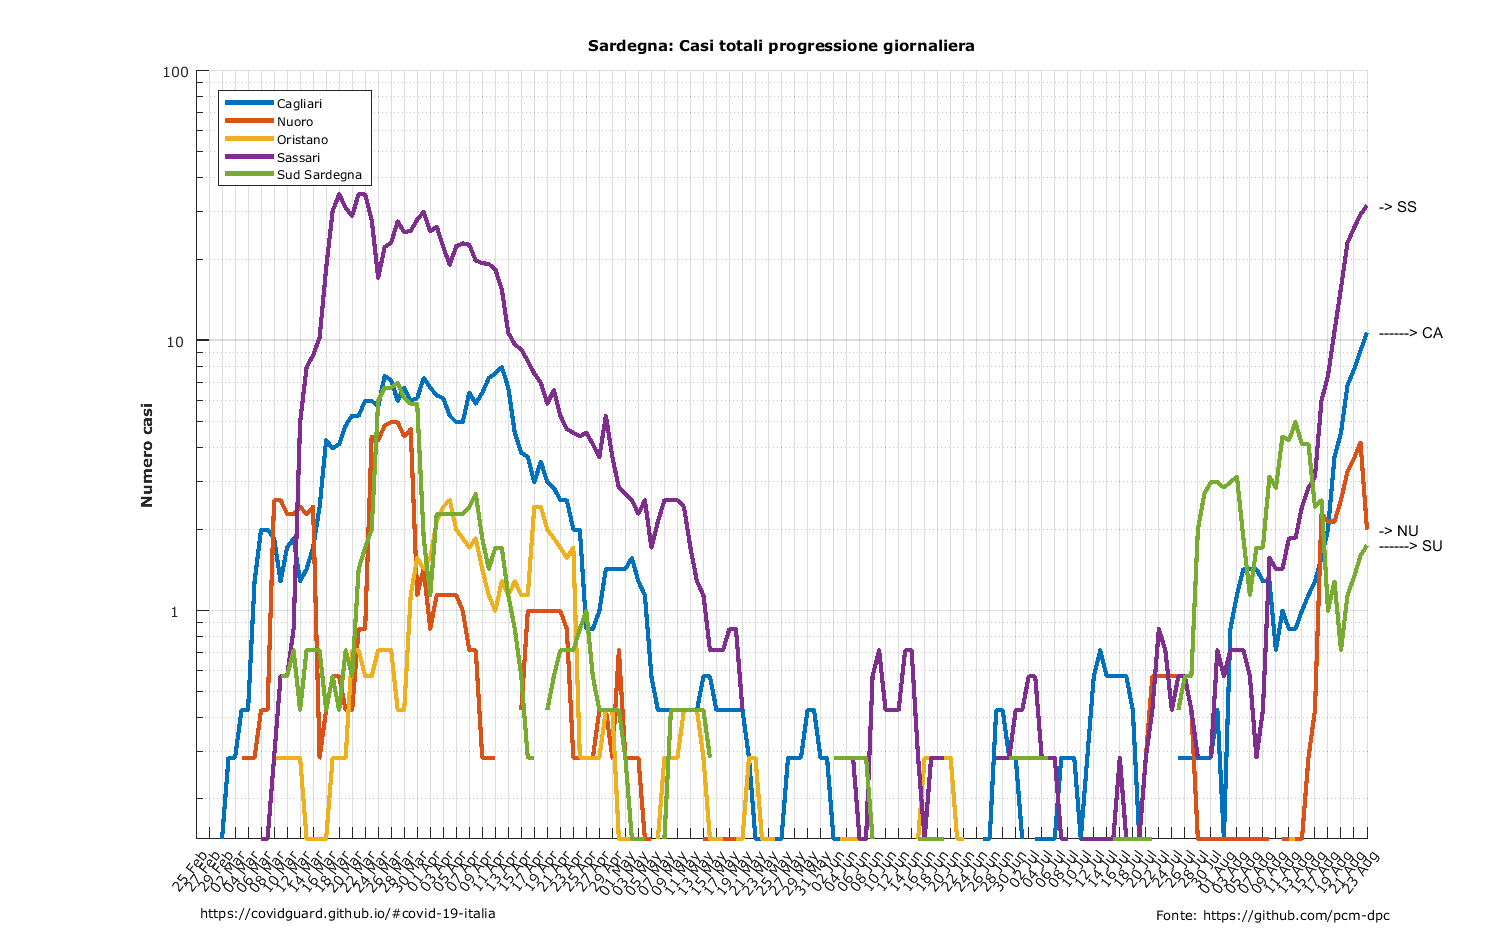 Sardegna: Casi totali progressione giornaliera
100
10
1
Numero casi
Cagliari
Nuoro
Oristano
Sassari
Sud Sardegna
-> SS
------> CA
-> NU
------> SU
25 Feb
27 Feb
29 Feb
02 Mar
04 Mar
06 Mar
08 Mar
10 Mar
12 Mar
14 Mar
16 Mar
18 Mar
20 Mar
22 Mar
24 Mar
26 Mar
28 Mar
30 Mar
01 Apr
03 Apr
05 Apr
07 Apr
09 Apr
11 Apr
13 Apr
15 Apr
17 Apr
19 Apr
21 Apr
23 Apr
25 Apr
27 Apr
29 Apr
01 May
03 May
05 May
07 May
09 May
11 May
13 May
15 May
17 May
19 May
21 May
23 May
25 May
27 May
29 May
31 May
02 Jun
04 Jun
06 Jun
08 Jun
10 Jun
12 Jun
14 Jun
16 Jun
18 Jun
20 Jun
22 Jun
24 Jun
26 Jun
28 Jun
30 Jun
02 Jul
04 Jul
06 Jul
08 Jul
10 Jul
12 Jul
14 Jul
16 Jul
18 Jul
20 Jul
22 Jul
24 Jul
26 Jul
28 Jul
30 Jul
01 Aug
03 Aug
05 Aug
07 Aug
09 Aug
11 Aug
13 Aug
15 Aug
17 Aug
19 Aug
21 Aug
23 Aug
https://covidguard.github.io/#covid-19-italia
Fonte: https://github.com/pcm-dpc